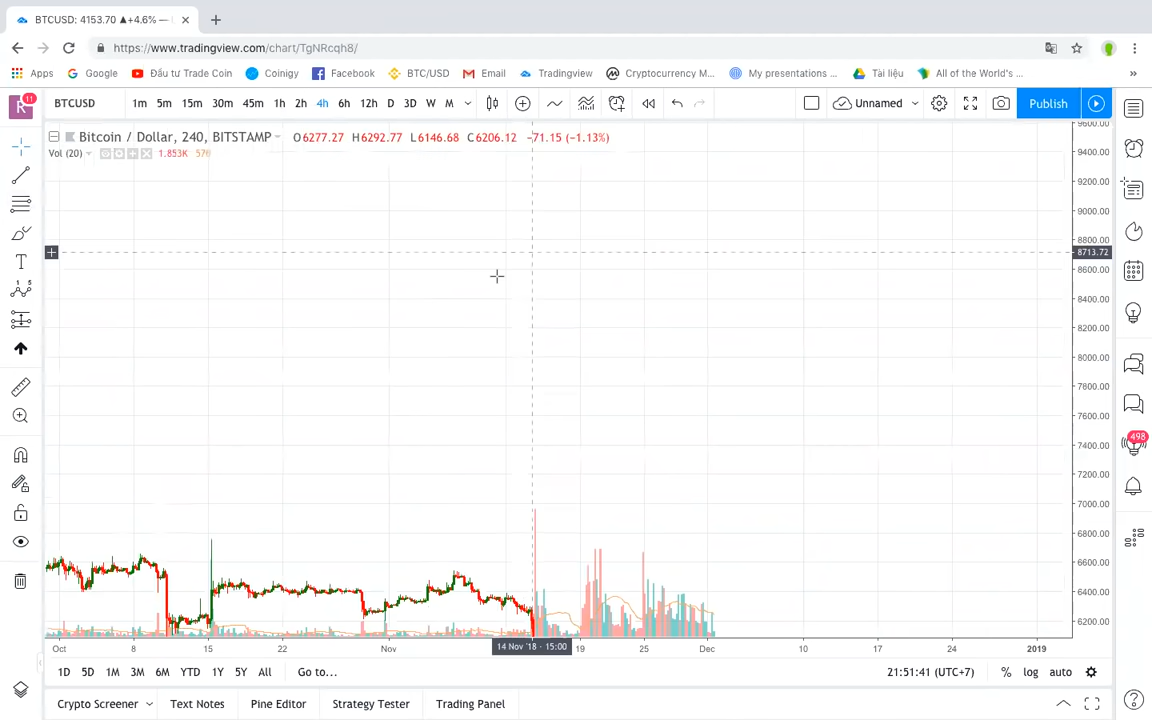 BTCUSD: 4153.70 ▲+4.6% —
https://www.tradingview.com/chart/TgNRcqh8/
Apps Google Đầu tư Trade Coin Coinigy Facebook BTC/USD Email Tradingview Cryptocurrency M... My presentations ... Tài liệu All of the World's ... »
R 11 BTCUSD 1m 5m 15m 30m 45m 1h 2h 4h 6h 12h D 3D W M Unnamed Publish
Bitcoin / Dollar, 240, BITSTAMP O6277.27 H6292.77 L6146.68 C6206.12 -71.15 (-1.13%)
Vol (20) 1.853K 576
9600.00
9400.00
9200.00
9000.00
8800.00
8713.72
8600.00
8400.00
8200.00
8000.00
7800.00
7600.00
498
7400.00
7200.00
7000.00
6800.00
6600.00
6400.00
6200.00
Oct 8 15 22 Nov 14 Nov '18 - 15:00 19 25 Dec 10 17 24 2019
1D 5D 1M 3M 6M YTD 1Y 5Y All Go to... 21:51:41 (UTC+7) % log auto
Crypto Screener Text Notes Pine Editor Strategy Tester Trading Panel